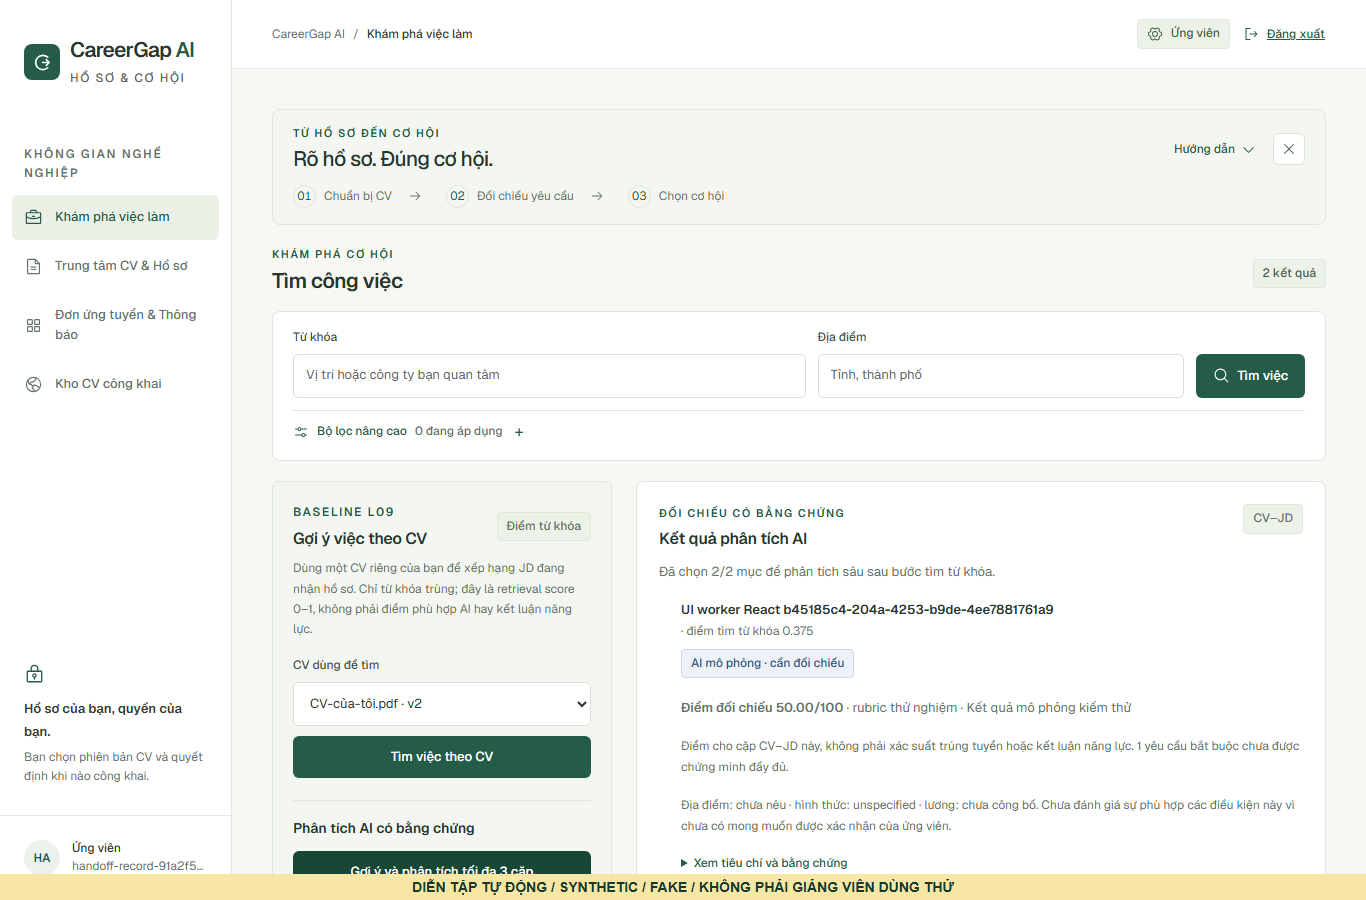 CareerGap AI
HỒ SƠ & CƠ HỘI
KHÔNG GIAN NGHỀ
NGHIỆP
Khám phá việc làm
Trung tâm CV & Hồ sơ
Đơn ứng tuyển & Thông
báo
Kho CV công khai
Hồ sơ của bạn, quyền của
bạn.
Bạn chọn phiên bản CV và quyết
định khi nào công khai.
HA
Ứng viên
handoff-record-91a2f5...
CareerGap AI / Khám phá việc làm
Ứng viên
Đăng xuất
TỪ HỒ SƠ ĐẾN CƠ HỘI
Rõ hồ sơ. Đúng cơ hội.
01 Chuẩn bị CV → 02 Đối chiếu yêu cầu → 03 Chọn cơ hội
Hướng dẫn
KHÁM PHÁ CƠ HỘI
Tìm công việc
2 kết quả
Từ khóa
Vị trí hoặc công ty bạn quan tâm
Địa điểm
Tỉnh, thành phố
Tìm việc
Bộ lọc nâng cao 0 đang áp dụng +
BASELINE L09
Gợi ý việc theo CV
Điểm từ khóa
Dùng một CV riêng của bạn để xếp hạng JD đang
nhận hồ sơ. Chỉ từ khóa trùng; đây là retrieval score
0–1, không phải điểm phù hợp AI hay kết luận năng
lực.
CV dùng để tìm
CV-của-tôi.pdf · v2
Tìm việc theo CV
Phân tích AI có bằng chứng
Gợi ý và phân tích tối đa 3 cặp
ĐỐI CHIẾU CÓ BẰNG CHỨNG
Kết quả phân tích AI
CV–JD
Đã chọn 2/2 mục để phân tích sâu sau bước tìm từ khóa.
UI worker React b45185c4-204a-4253-b9de-4ee7881761a9
· điểm tìm từ khóa 0.375
AI mô phỏng · cần đối chiếu
Điểm đối chiếu 50.00/100 · rubric thử nghiệm · Kết quả mô phỏng kiểm thử
Điểm cho cặp CV–JD này, không phải xác suất trúng tuyển hoặc kết luận năng lực. 1 yêu cầu bắt buộc chưa được
chứng minh đầy đủ.
Địa điểm: chưa nêu · hình thức: unspecified · lương: chưa công bố. Chưa đánh giá sự phù hợp các điều kiện này vì
chưa có mong muốn được xác nhận của ứng viên.
Xem tiêu chí và bằng chứng
DIỄN TẬP TỰ ĐỘNG / SYNTHETIC / FAKE / KHÔNG PHẢI GIẢNG VIÊN DÙNG THỬ